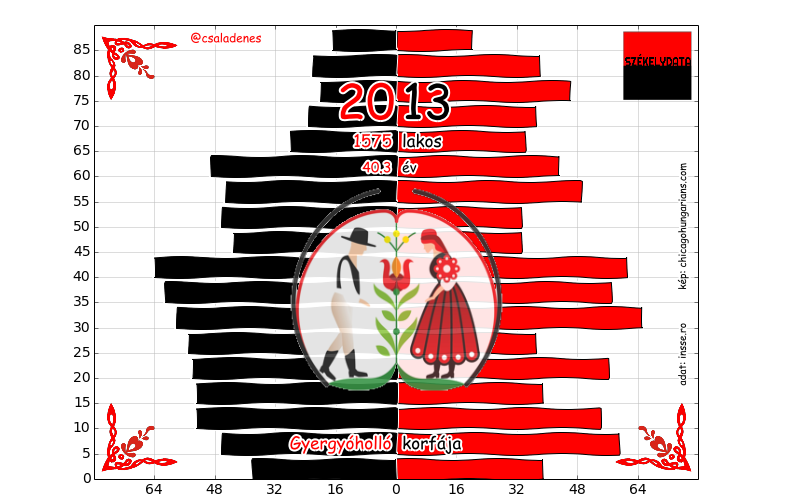 @csaladenes
SZÉKELYDATA
2013
1575 lakos
40.3 év
kép: chicagohungarians.com
adat: insse.ro
Gyergyóholló korfája
85
80
75
70
65
60
55
50
45
40
35
30
25
20
15
10
5
0
64 48 32 16 0 16 32 48 64